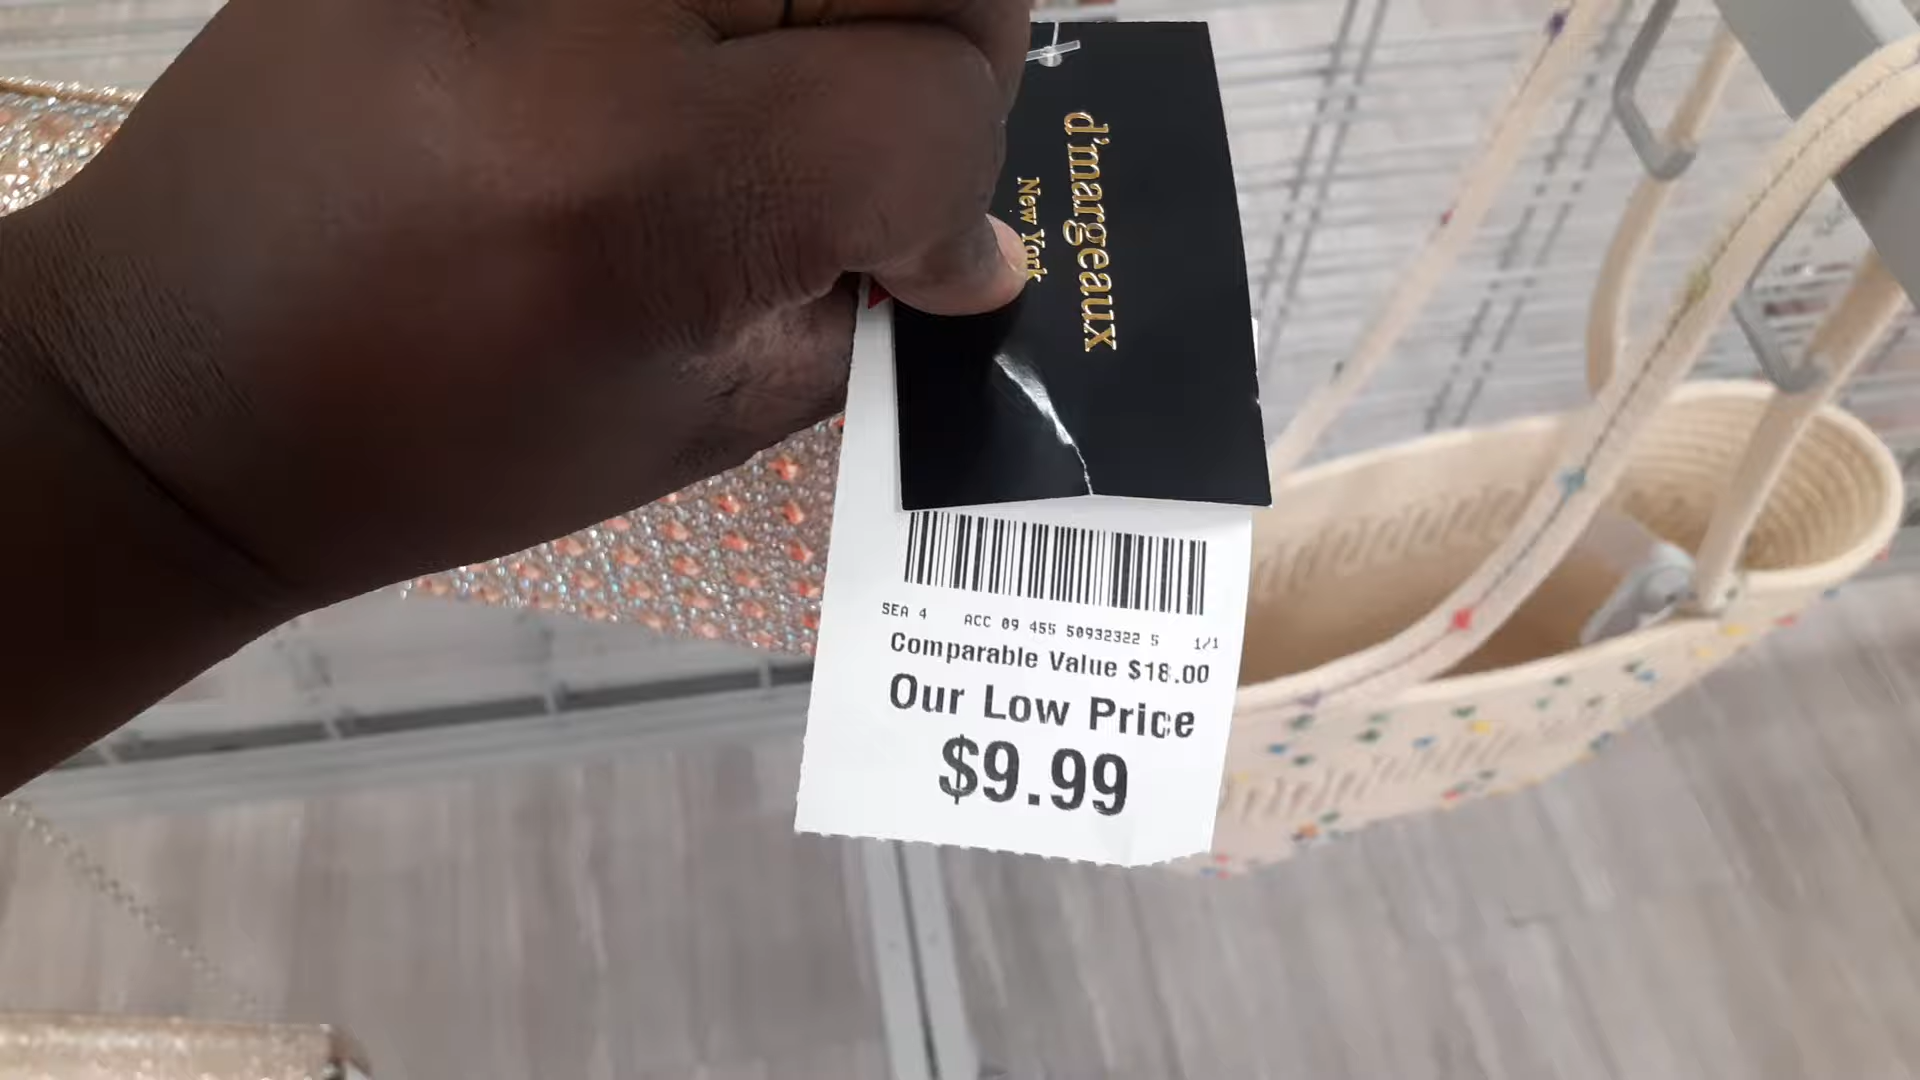 d'margeaux
New York
SEA 4 ACC 09 455 50932322 5 1/1
Comparable Value $18.00
Our Low Price
$9.99